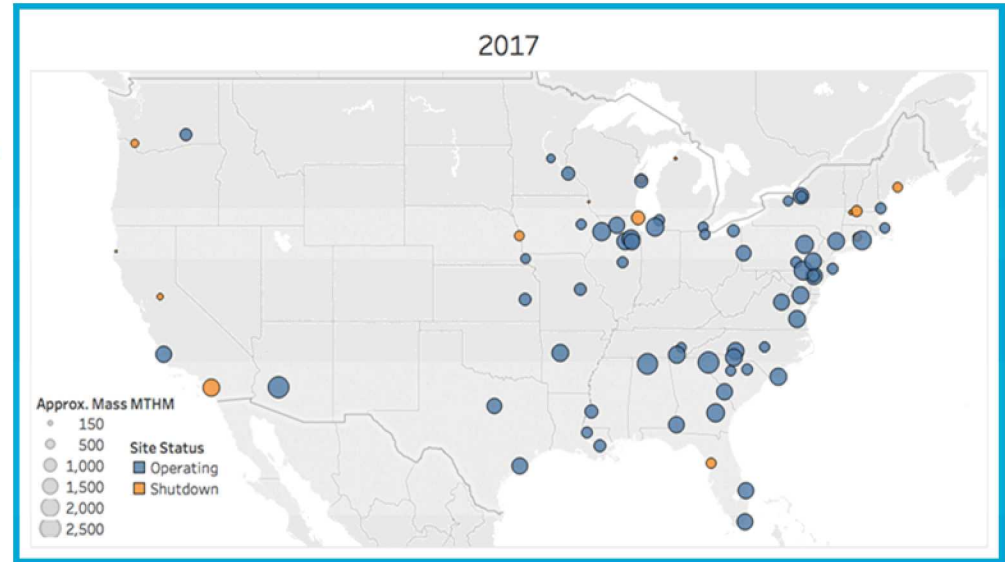 2017
Approx. Mass MTHM
150
500
1,000
1,500
2,000
2,500
Site Status
Operating
Shutdown